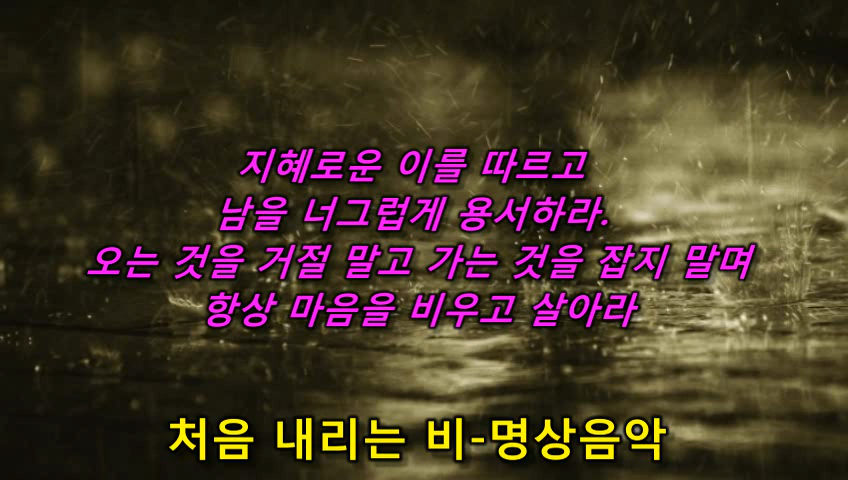 지혜로운 이를 따르고
남을 너그럽게 용서하라.
오는 것을 거절 말고 가는 것을 잡지 말며
항상 마음을 비우고 살아라
처음 내리는 비-명상음악